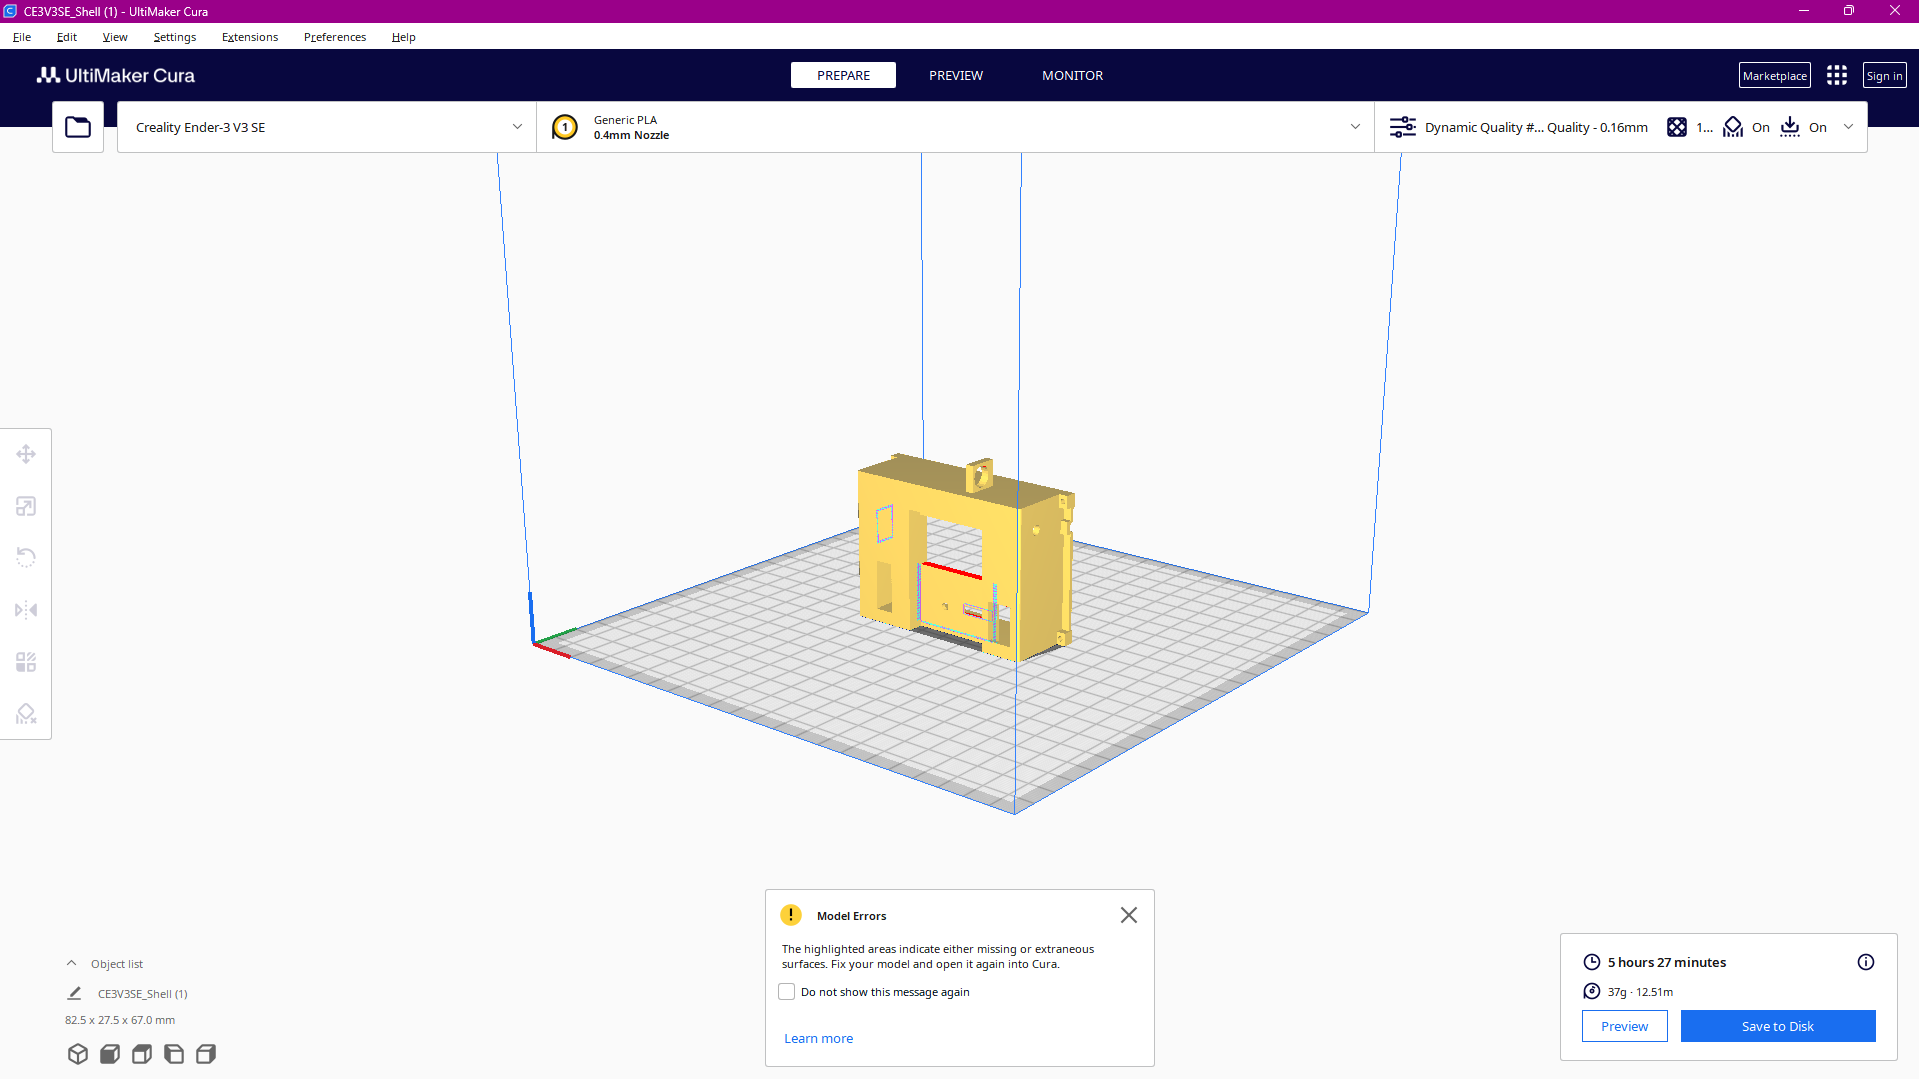 CE3V3SE_Shell (1) - UltiMaker Cura
File Edit View Settings Extensions Preferences Help
UltiMaker Cura
PREPARE PREVIEW MONITOR
Marketplace
Sign in
Creality Ender-3 V3 SE
1
Generic PLA
0.4mm Nozzle
Dynamic Quality #... Quality - 0.16mm 1... On On
Model Errors
The highlighted areas indicate either missing or extraneous
surfaces. Fix your model and open it again into Cura.
Do not show this message again
Learn more
Object list
CE3V3SE_Shell (1)
82.5 x 27.5 x 67.0 mm
5 hours 27 minutes
37g · 12.51m
Preview
Save to Disk